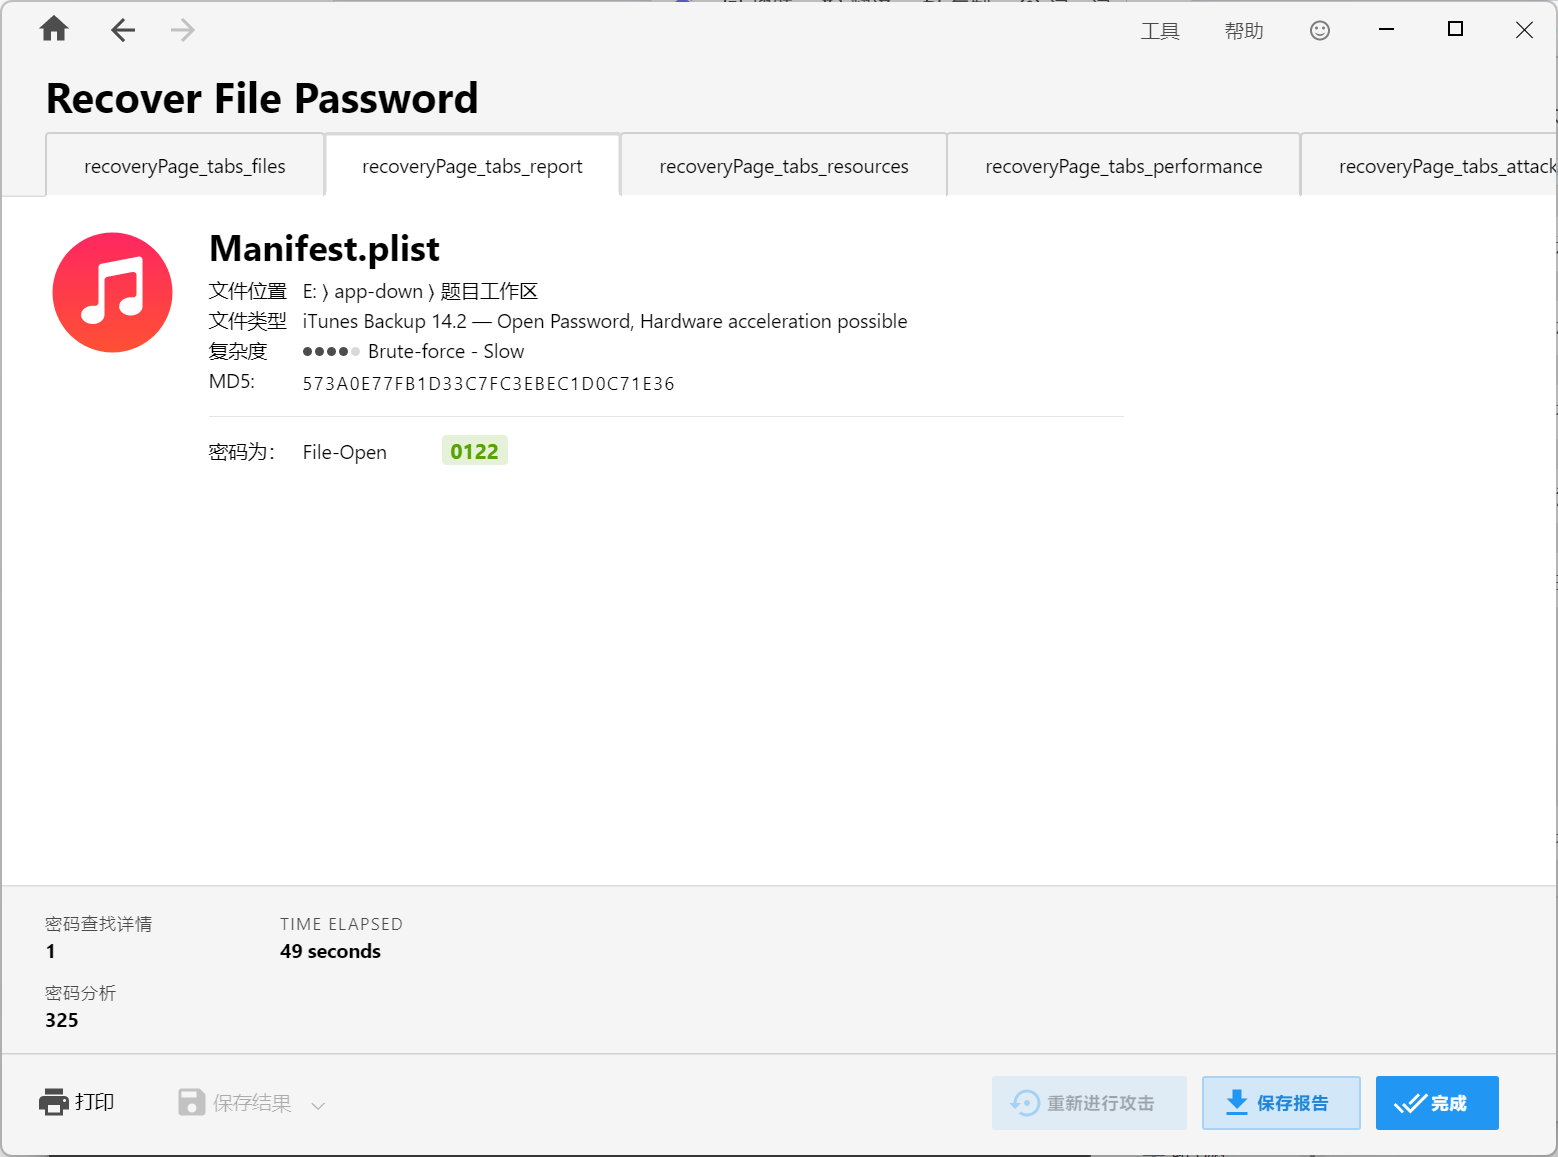 工具 帮助
Recover File Password
recoveryPage_tabs_files recoveryPage_tabs_report recoveryPage_tabs_resources recoveryPage_tabs_performance recoveryPage_tabs_attack
Manifest.plist
文件位置 E: ⟩ app-down ⟩ 题目工作区
文件类型 iTunes Backup 14.2 — Open Password, Hardware acceleration possible
复杂度 Brute-force - Slow
MD5: 573A0E77FB1D33C7FC3EBEC1D0C71E36
密码为： File-Open 0122
密码查找详情 TIME ELAPSED
1 49 seconds
密码分析
325
打印 保存结果 重新进行攻击 保存报告 完成